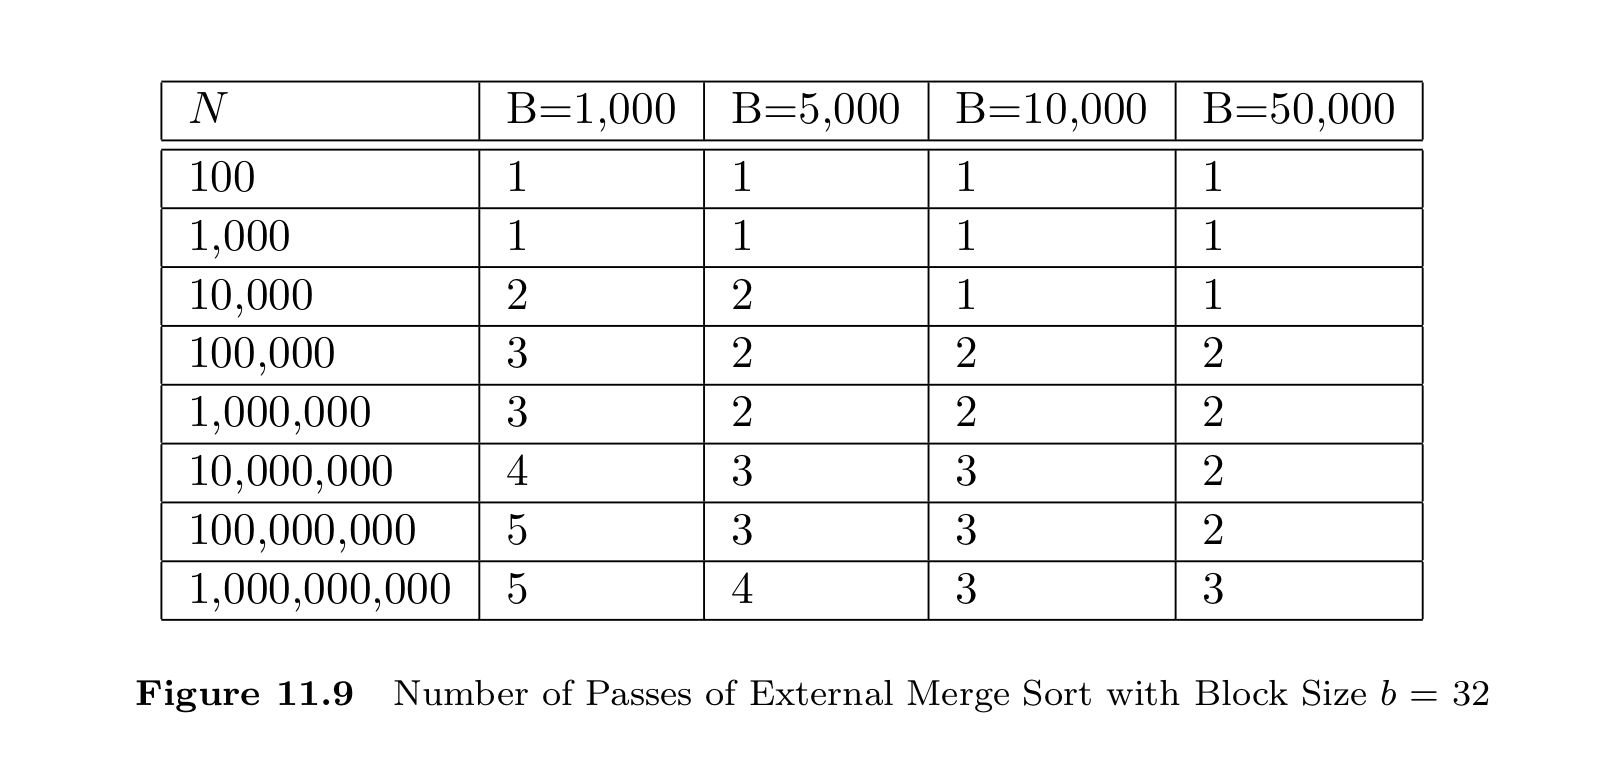 N B=1,000 B=5,000 B=10,000 B=50,000
100 1 1 1 1
1,000 1 1 1 1
10,000 2 2 1 1
100,000 3 2 2 2
1,000,000 3 2 2 2
10,000,000 4 3 3 2
100,000,000 5 3 3 2
1,000,000,000 5 4 3 3
Figure 11.9 Number of Passes of External Merge Sort with Block Size b = 32